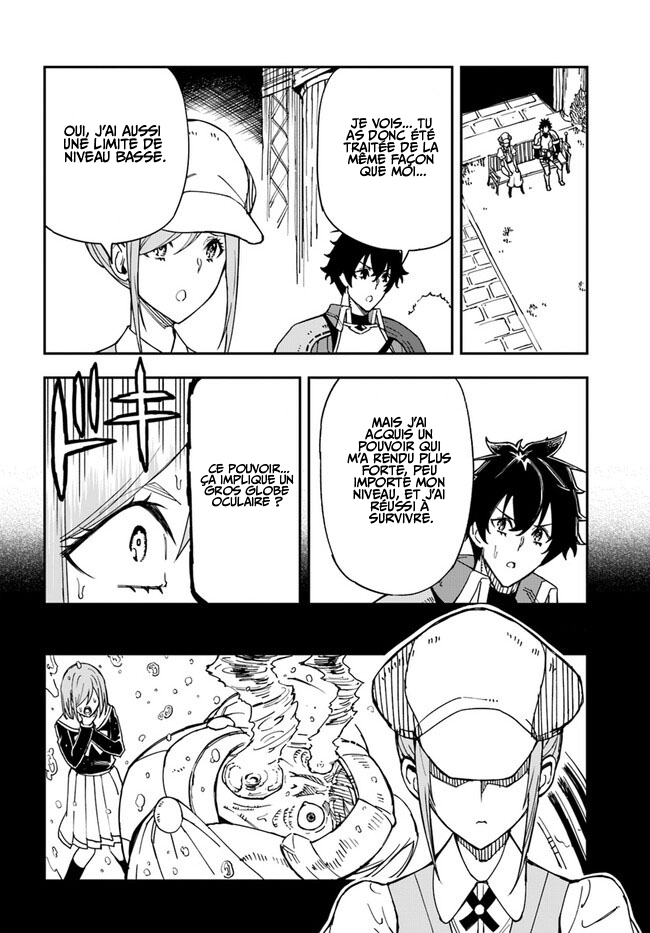 JE VOIS... TU
AS DONC ÉTÉ
TRAITÉE DE LA
MÊME FAÇON
QUE MOI...
OUI, J'AI AUSSI
UNE LIMITE DE
NIVEAU BASSE.
MAIS J'AI
ACQUIS UN
POUVOIR QUI
M'A RENDU PLUS
FORTE, PEU
IMPORTE MON
NIVEAU, ET J'AI
RÉUSSI À
SURVIVRE.
CE POUVOIR...
ÇA IMPLIQUE UN
GROS GLOBE
OCULAIRE ?
ドキ